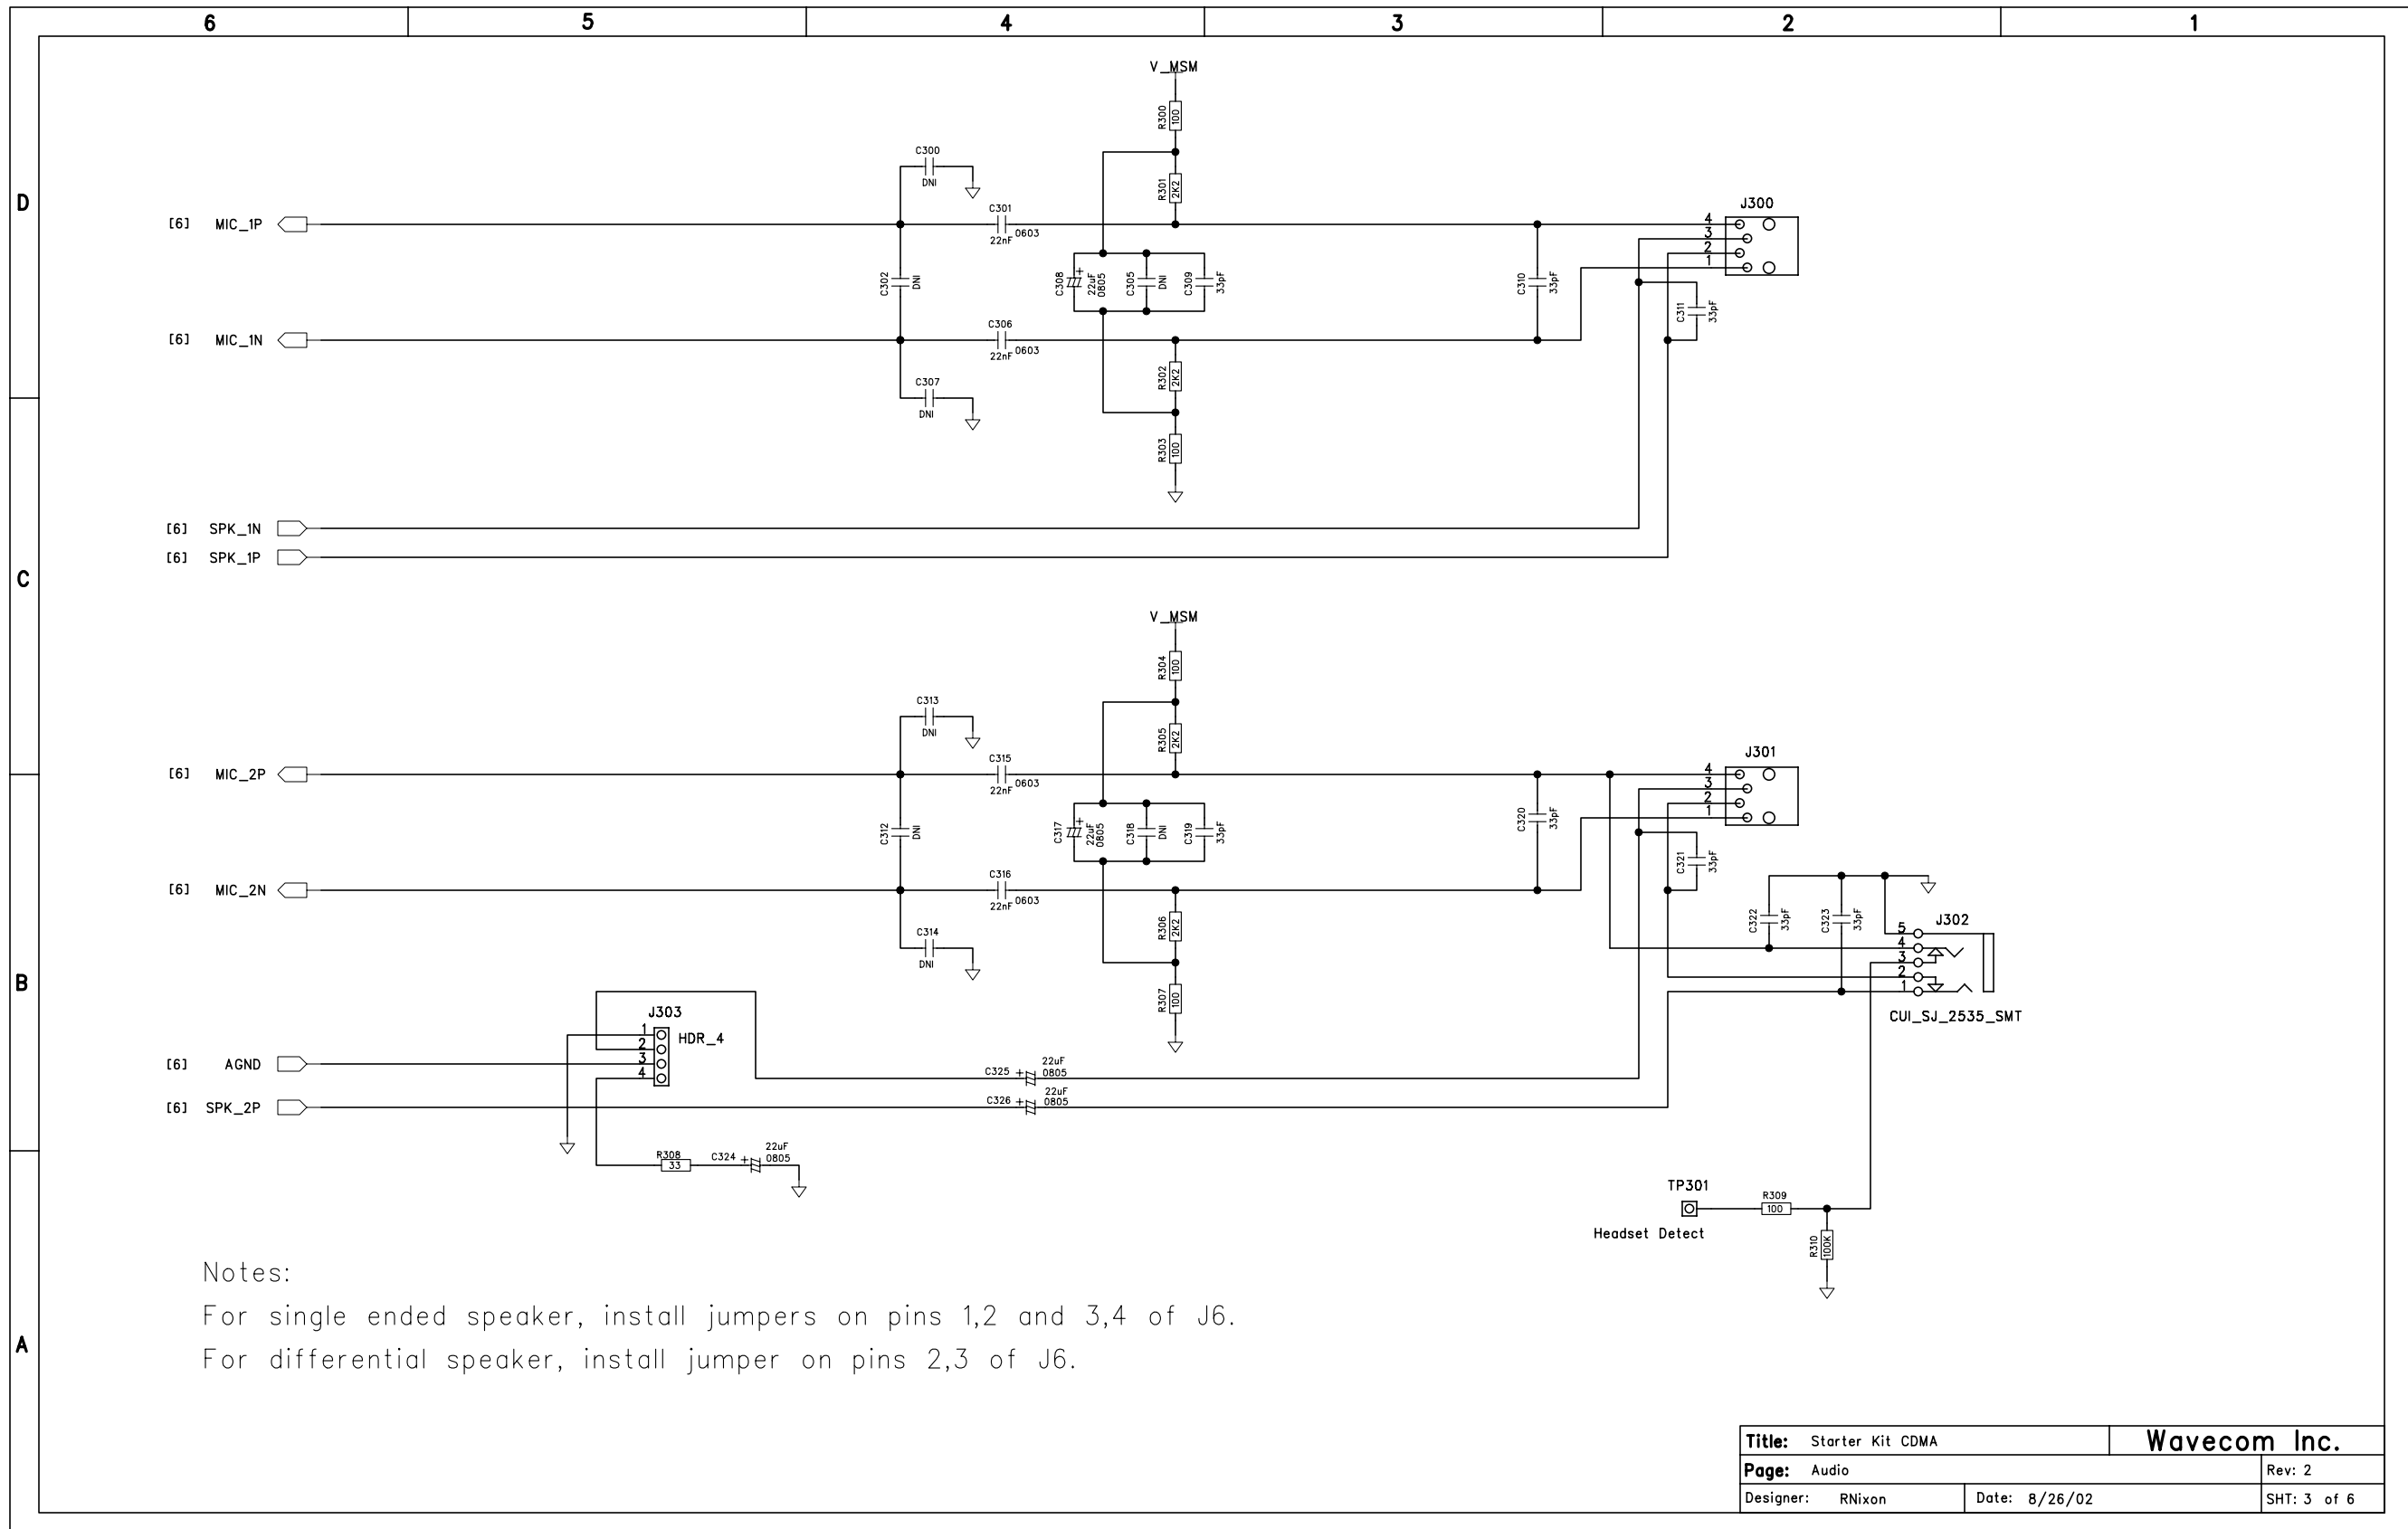 6 5 4 3 2 1
V_MSM
R300 100
C300
DNI
R301 2K2
D
J300
C301
[6] MIC_1P
22nF 0603
4
3
2
1
C302 DNI
C308 22uF 0805
C305 DNI
C309 33pF
C310 33pF
C311 33pF
C306
[6] MIC_1N
22nF 0603
R302 2K2
C307
DNI
R303 100
[6] SPK_1N
[6] SPK_1P
C
V_MSM
R304 100
C313
DNI
R305 2K2
J301
C315
[6] MIC_2P
22nF 0603
4
3
2
1
C312 DNI
C317 22uF 0805
C318 DNI
C319 33pF
C320 33pF
C321 33pF
C316
[6] MIC_2N
22nF 0603
R306 2K2
C322 33pF
C323 33pF
J302
5
4
3
2
1
CUI_SJ_2535_SMT
C314
DNI
B
R307 100
J303
HDR_4
1
2
3
4
[6] AGND
C325 + 22uF 0805
[6] SPK_2P
C326 + 22uF 0805
R308 33
C324 + 22uF 0805
TP301
R309
100
Headset Detect
R310 100K
Notes:
For single ended speaker, install jumpers on pins 1,2 and 3,4 of J6.
For differential speaker, install jumper on pins 2,3 of J6.
A
Title: Starter Kit CDMA
Wavecom Inc.
Page: Audio
Rev: 2
Designer: RNixon
Date: 8/26/02
SHT: 3 of 6